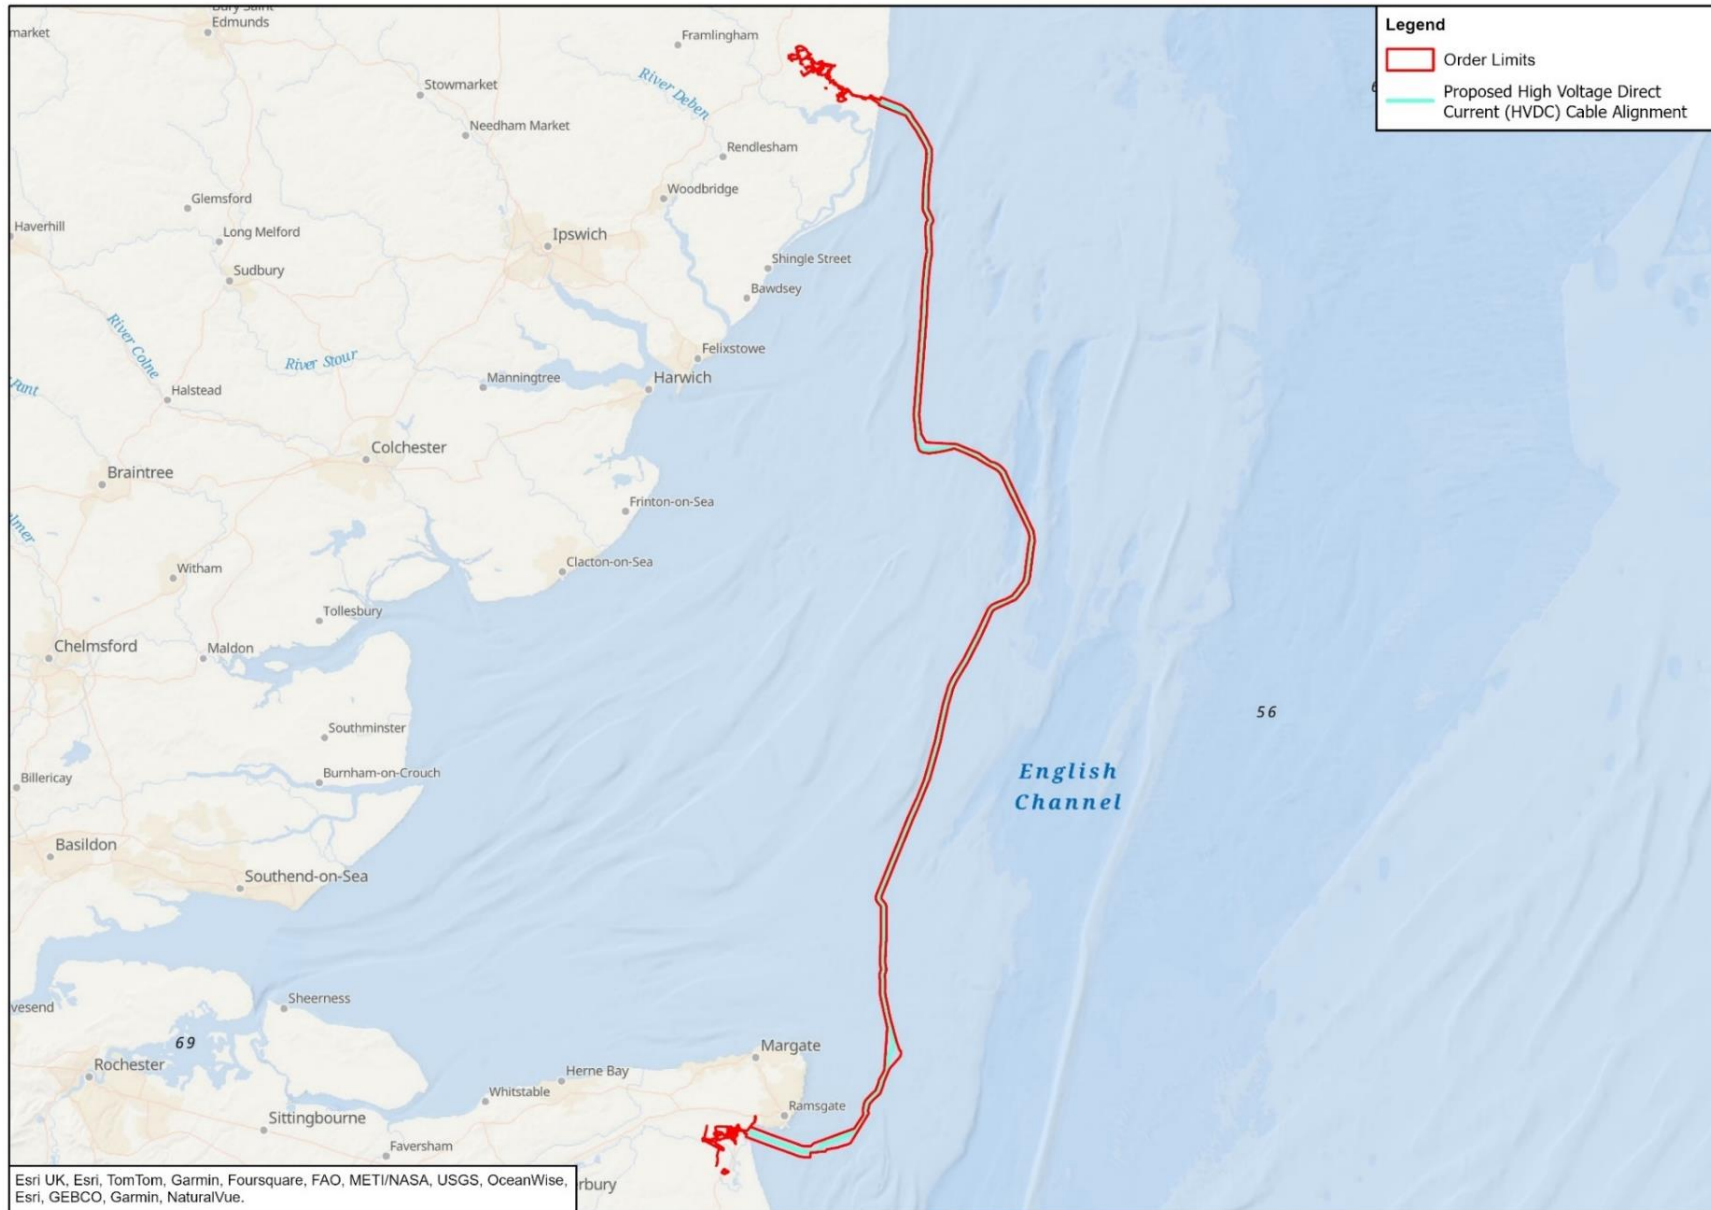 Bury Saint
Edmunds
market
Framlingham
Stowmarket
River Deben
Needham Market
Rendlesham
Woodbridge
Glemsford
Haverhill
Long Melford
Ipswich
Sudbury
Shingle Street
Bawdsey
River Colne
River Stour
Felixstowe
Manningtree
Harwich
Pant
Halstead
Colchester
Braintree
Frinton-on-Sea
lmer
Witham
Clacton-on-Sea
Tollesbury
Chelmsford
Maldon
Southminster
56
Billericay
Burnham-on-Crouch
English
Channel
Basildon
Southend-on-Sea
vesend
Sheerness
69
Margate
Rochester
Herne Bay
Whitstable
Ramsgate
Sittingbourne
Faversham
rbury
Legend
Order Limits
Proposed High Voltage Direct
Current (HVDC) Cable Alignment
Esri UK, Esri, TomTom, Garmin, Foursquare, FAO, METI/NASA, USGS, OceanWise,
Esri, GEBCO, Garmin, NaturalVue.